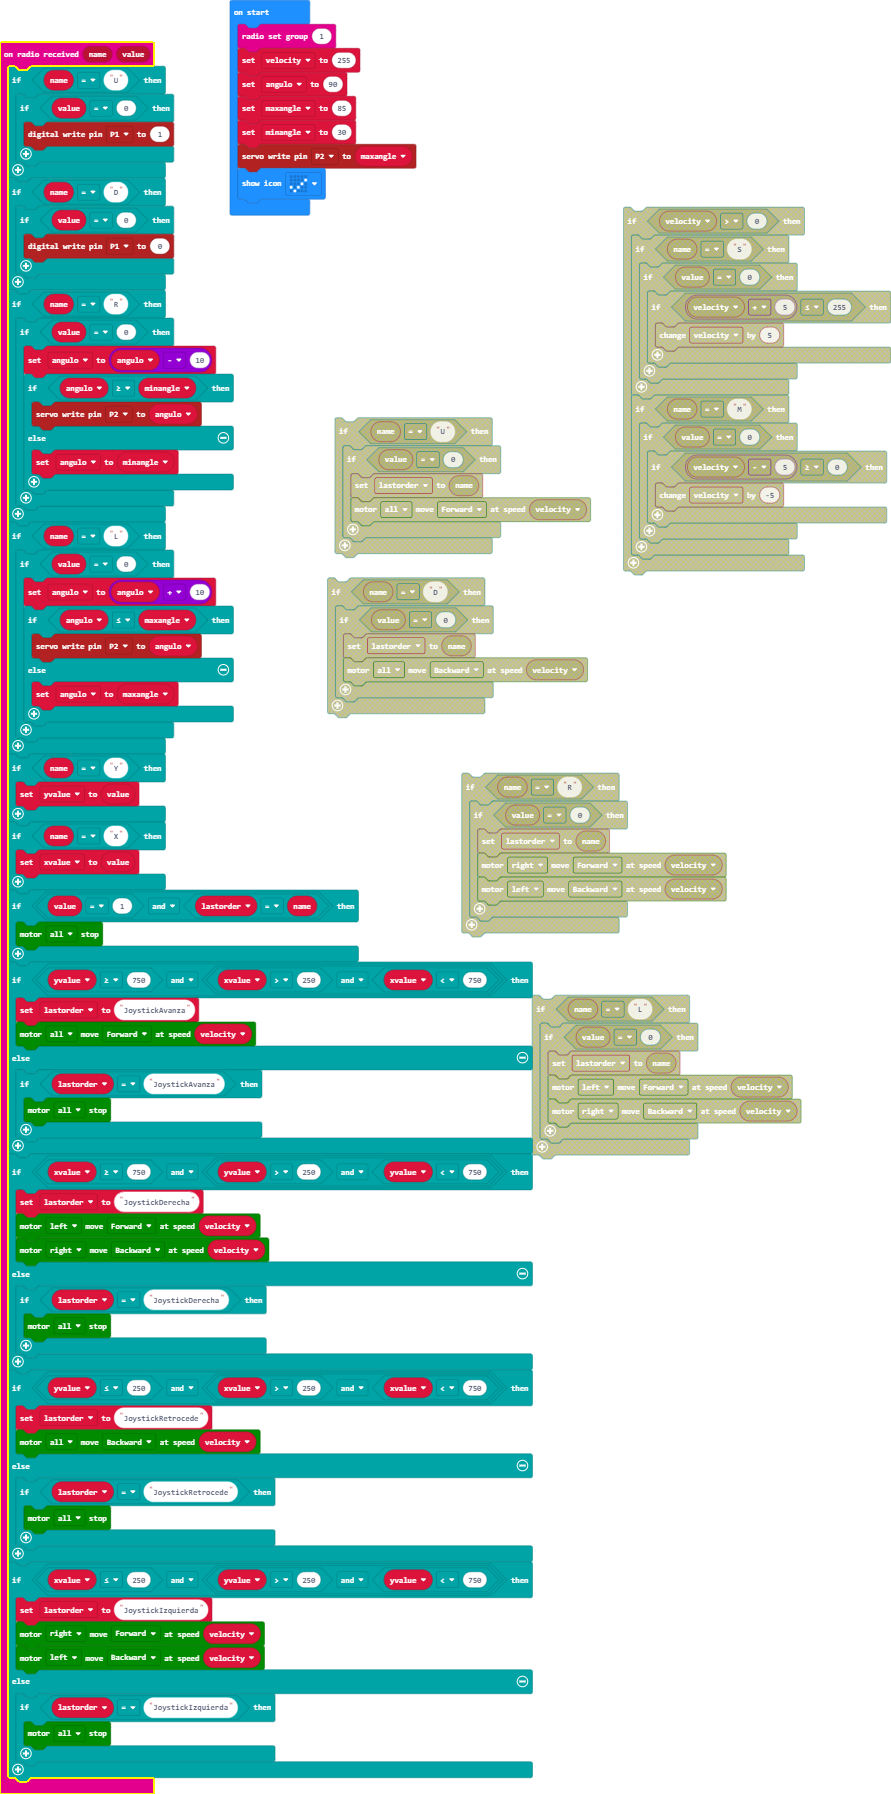 on start
radio set group 1
set velocity to 255
set angulo to 90
set maxangle to 85
set minangle to 30
servo write pin P2 to maxangle
show icon
on radio received name value
if name = "U" then
if value = 0 then
digital write pin P1 to 1
if name = "D" then
if value = 0 then
digital write pin P1 to 0
if name = "R" then
if value = 0 then
set angulo to angulo - 10
if angulo ≥ minangle then
servo write pin P2 to angulo
else
set angulo to minangle
if name = "L" then
if value = 0 then
set angulo to angulo + 10
if angulo ≤ maxangle then
servo write pin P2 to angulo
else
set angulo to maxangle
if name = "Y" then
set yvalue to value
if name = "X" then
set xvalue to value
if value = 1 and lastorder = name then
motor all stop
if yvalue ≥ 750 and xvalue > 250 and xvalue < 750 then
set lastorder to "JoystickAvanza"
motor all move Forward at speed velocity
else
if lastorder = "JoystickAvanza" then
motor all stop
if xvalue ≥ 750 and yvalue > 250 and yvalue < 750 then
set lastorder to "JoystickDerecha"
motor left move Forward at speed velocity
motor right move Backward at speed velocity
else
if lastorder = "JoystickDerecha" then
motor all stop
if yvalue ≤ 250 and xvalue > 250 and xvalue < 750 then
set lastorder to "JoystickRetrocede"
motor all move Backward at speed velocity
else
if lastorder = "JoystickRetrocede" then
motor all stop
if xvalue ≤ 250 and yvalue > 250 and yvalue < 750 then
set lastorder to "JoystickIzquierda"
motor right move Forward at speed velocity
motor left move Backward at speed velocity
else
if lastorder = "JoystickIzquierda" then
motor all stop
if velocity > 0 then
if name = "S" then
if value = 0 then
if velocity + 5 ≤ 255 then
change velocity by 5
if name = "M" then
if value = 0 then
if velocity - 5 ≥ 0 then
change velocity by -5
if name = "U" then
if value = 0 then
set lastorder to name
motor all move Forward at speed velocity
if name = "D" then
if value = 0 then
set lastorder to name
motor all move Backward at speed velocity
if name = "R" then
if value = 0 then
set lastorder to name
motor right move Forward at speed velocity
motor left move Backward at speed velocity
if name = "L" then
if value = 0 then
set lastorder to name
motor left move Forward at speed velocity
motor right move Backward at speed velocity